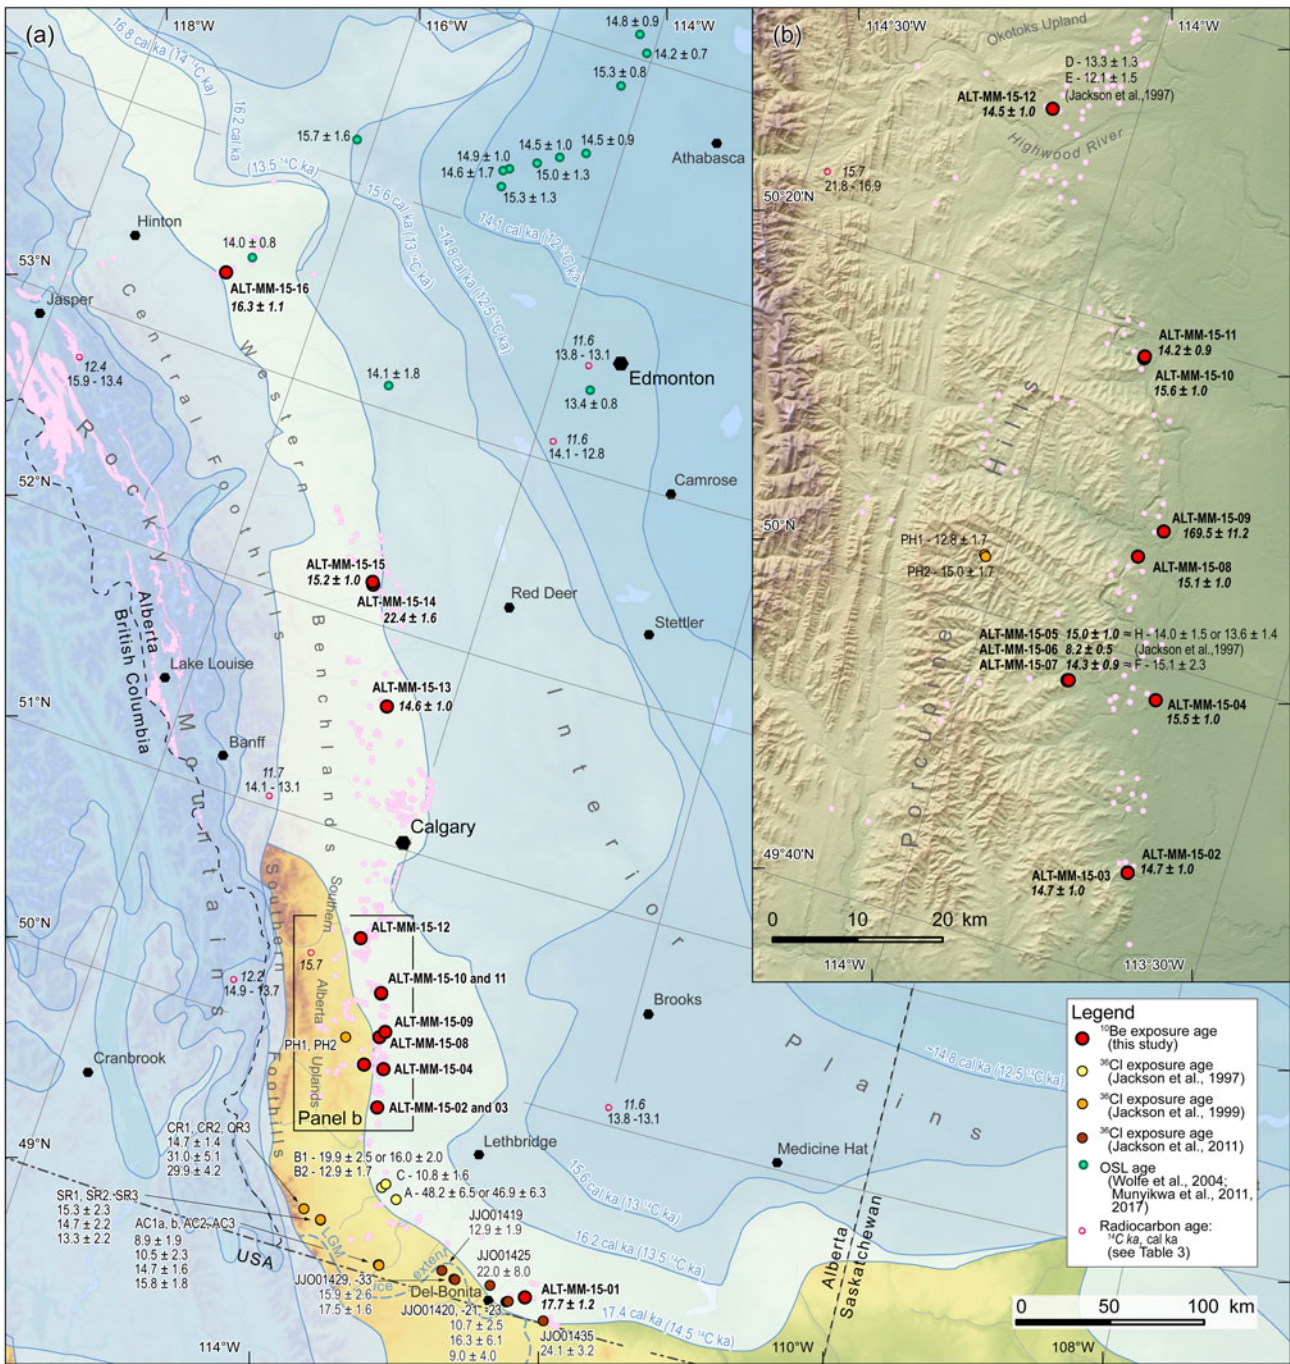 (a)
118°W
116°W
114°W
16.8 cal ka (14 ¹⁴C ka)
16.2 cal ka
(13.5 ¹⁴C ka)
15.6 cal ka (13 ¹⁴C ka)
~14.8 cal ka (12.5 ¹⁴C ka)
14.1 cal ka (12 ¹⁴C ka)
14.8 ± 0.9
14.2 ± 0.7
15.3 ± 0.8
15.7 ± 1.6
14.5 ± 0.9
14.5 ± 1.0
14.9 ± 1.0
14.6 ± 1.7
15.0 ± 1.3
15.3 ± 1.3
Athabasca
Hinton
14.0 ± 0.8
53°N
ALT-MM-15-16
16.3 ± 1.1
Jasper
12.4
15.9 - 13.4
14.1 ± 1.8
11.6
13.8 - 13.1
Edmonton
13.4 ± 0.8
11.6
14.1 - 12.8
52°N
Camrose
Rocky Mountains
Central Foothills
Western
Benchlands
Southern
Interior
Plains
ALT-MM-15-15
15.2 ± 1.0
ALT-MM-15-14
22.4 ± 1.6
Red Deer
Stettler
Alberta
British Columbia
Lake Louise
ALT-MM-15-13
14.6 ± 1.0
51°N
Banff
11.7
14.1 - 13.1
Calgary
Southern Foothills
50°N
ALT-MM-15-12
15.7
12.2
14.9 - 13.7
Alberta
Uplands
ALT-MM-15-10 and 11
ALT-MM-15-09
ALT-MM-15-08
PH1, PH2
ALT-MM-15-04
ALT-MM-15-02 and 03
Panel b
Brooks
Cranbrook
~14.8 cal ka (12.5 ¹⁴C ka)
11.6
13.8 -13.1
Lethbridge
Medicine Hat
49°N
CR1, CR2, CR3
14.7 ± 1.4
31.0 ± 5.1
29.9 ± 4.2
B1 - 19.9 ± 2.5 or 16.0 ± 2.0
B2 - 12.9 ± 1.7
C - 10.8 ± 1.6
A - 48.2 ± 6.5 or 46.9 ± 6.3
SR1, SR2, SR3
15.3 ± 2.3
14.7 ± 2.2
13.3 ± 2.2
AC1a, b, AC2, AC3
8.9 ± 1.9
10.5 ± 2.3
14.7 ± 1.6
15.8 ± 1.8
USA
LGM ice extent
JJO01419
12.9 ± 1.9
JJO01425
22.0 ± 8.0
JJO01429, -33
15.9 ± 2.6
17.5 ± 1.6
Del-Bonita
ALT-MM-15-01
17.7 ± 1.2
JJO01420, -21, -23
10.7 ± 2.5
16.3 ± 6.1
9.0 ± 4.0
JJO01435
24.1 ± 3.2
15.6 cal ka (13 ¹⁴C ka)
16.2 cal ka (13.5 ¹⁴C ka)
17.4 cal ka (14.5 ¹⁴C ka)
Alberta
Saskatchewan
114°W
110°W
108°W
(b)
114°30'W
114°W
Okotoks Upland
D - 13.3 ± 1.3
E - 12.1 ± 1.5
(Jackson et al.,1997)
ALT-MM-15-12
14.5 ± 1.0
Highwood River
15.7
21.8 - 16.9
50°20'N
ALT-MM-15-11
14.2 ± 0.9
ALT-MM-15-10
15.6 ± 1.0
Porcupine Hills
50°N
ALT-MM-15-09
169.5 ± 11.2
PH1 - 12.8 ± 1.7
PH2 - 15.0 ± 1.7
ALT-MM-15-08
15.1 ± 1.0
ALT-MM-15-05 15.0 ± 1.0 ≈ H - 14.0 ± 1.5 or 13.6 ± 1.4
ALT-MM-15-06 8.2 ± 0.5 (Jackson et al.,1997)
ALT-MM-15-07 14.3 ± 0.9 ≈ F - 15.1 ± 2.3
ALT-MM-15-04
15.5 ± 1.0
49°40'N
ALT-MM-15-02
14.7 ± 1.0
ALT-MM-15-03
14.7 ± 1.0
0 10 20 km
114°W
113°30'W
Legend
¹⁰Be exposure age
(this study)
³⁶Cl exposure age
(Jackson et al., 1997)
³⁶Cl exposure age
(Jackson et al., 1999)
³⁶Cl exposure age
(Jackson et al., 2011)
OSL age
(Wolfe et al., 2004;
Munyikwa et al., 2011,
2017)
Radiocarbon age:
¹⁴C ka, cal ka
(see Table 3)
0 50 100 km